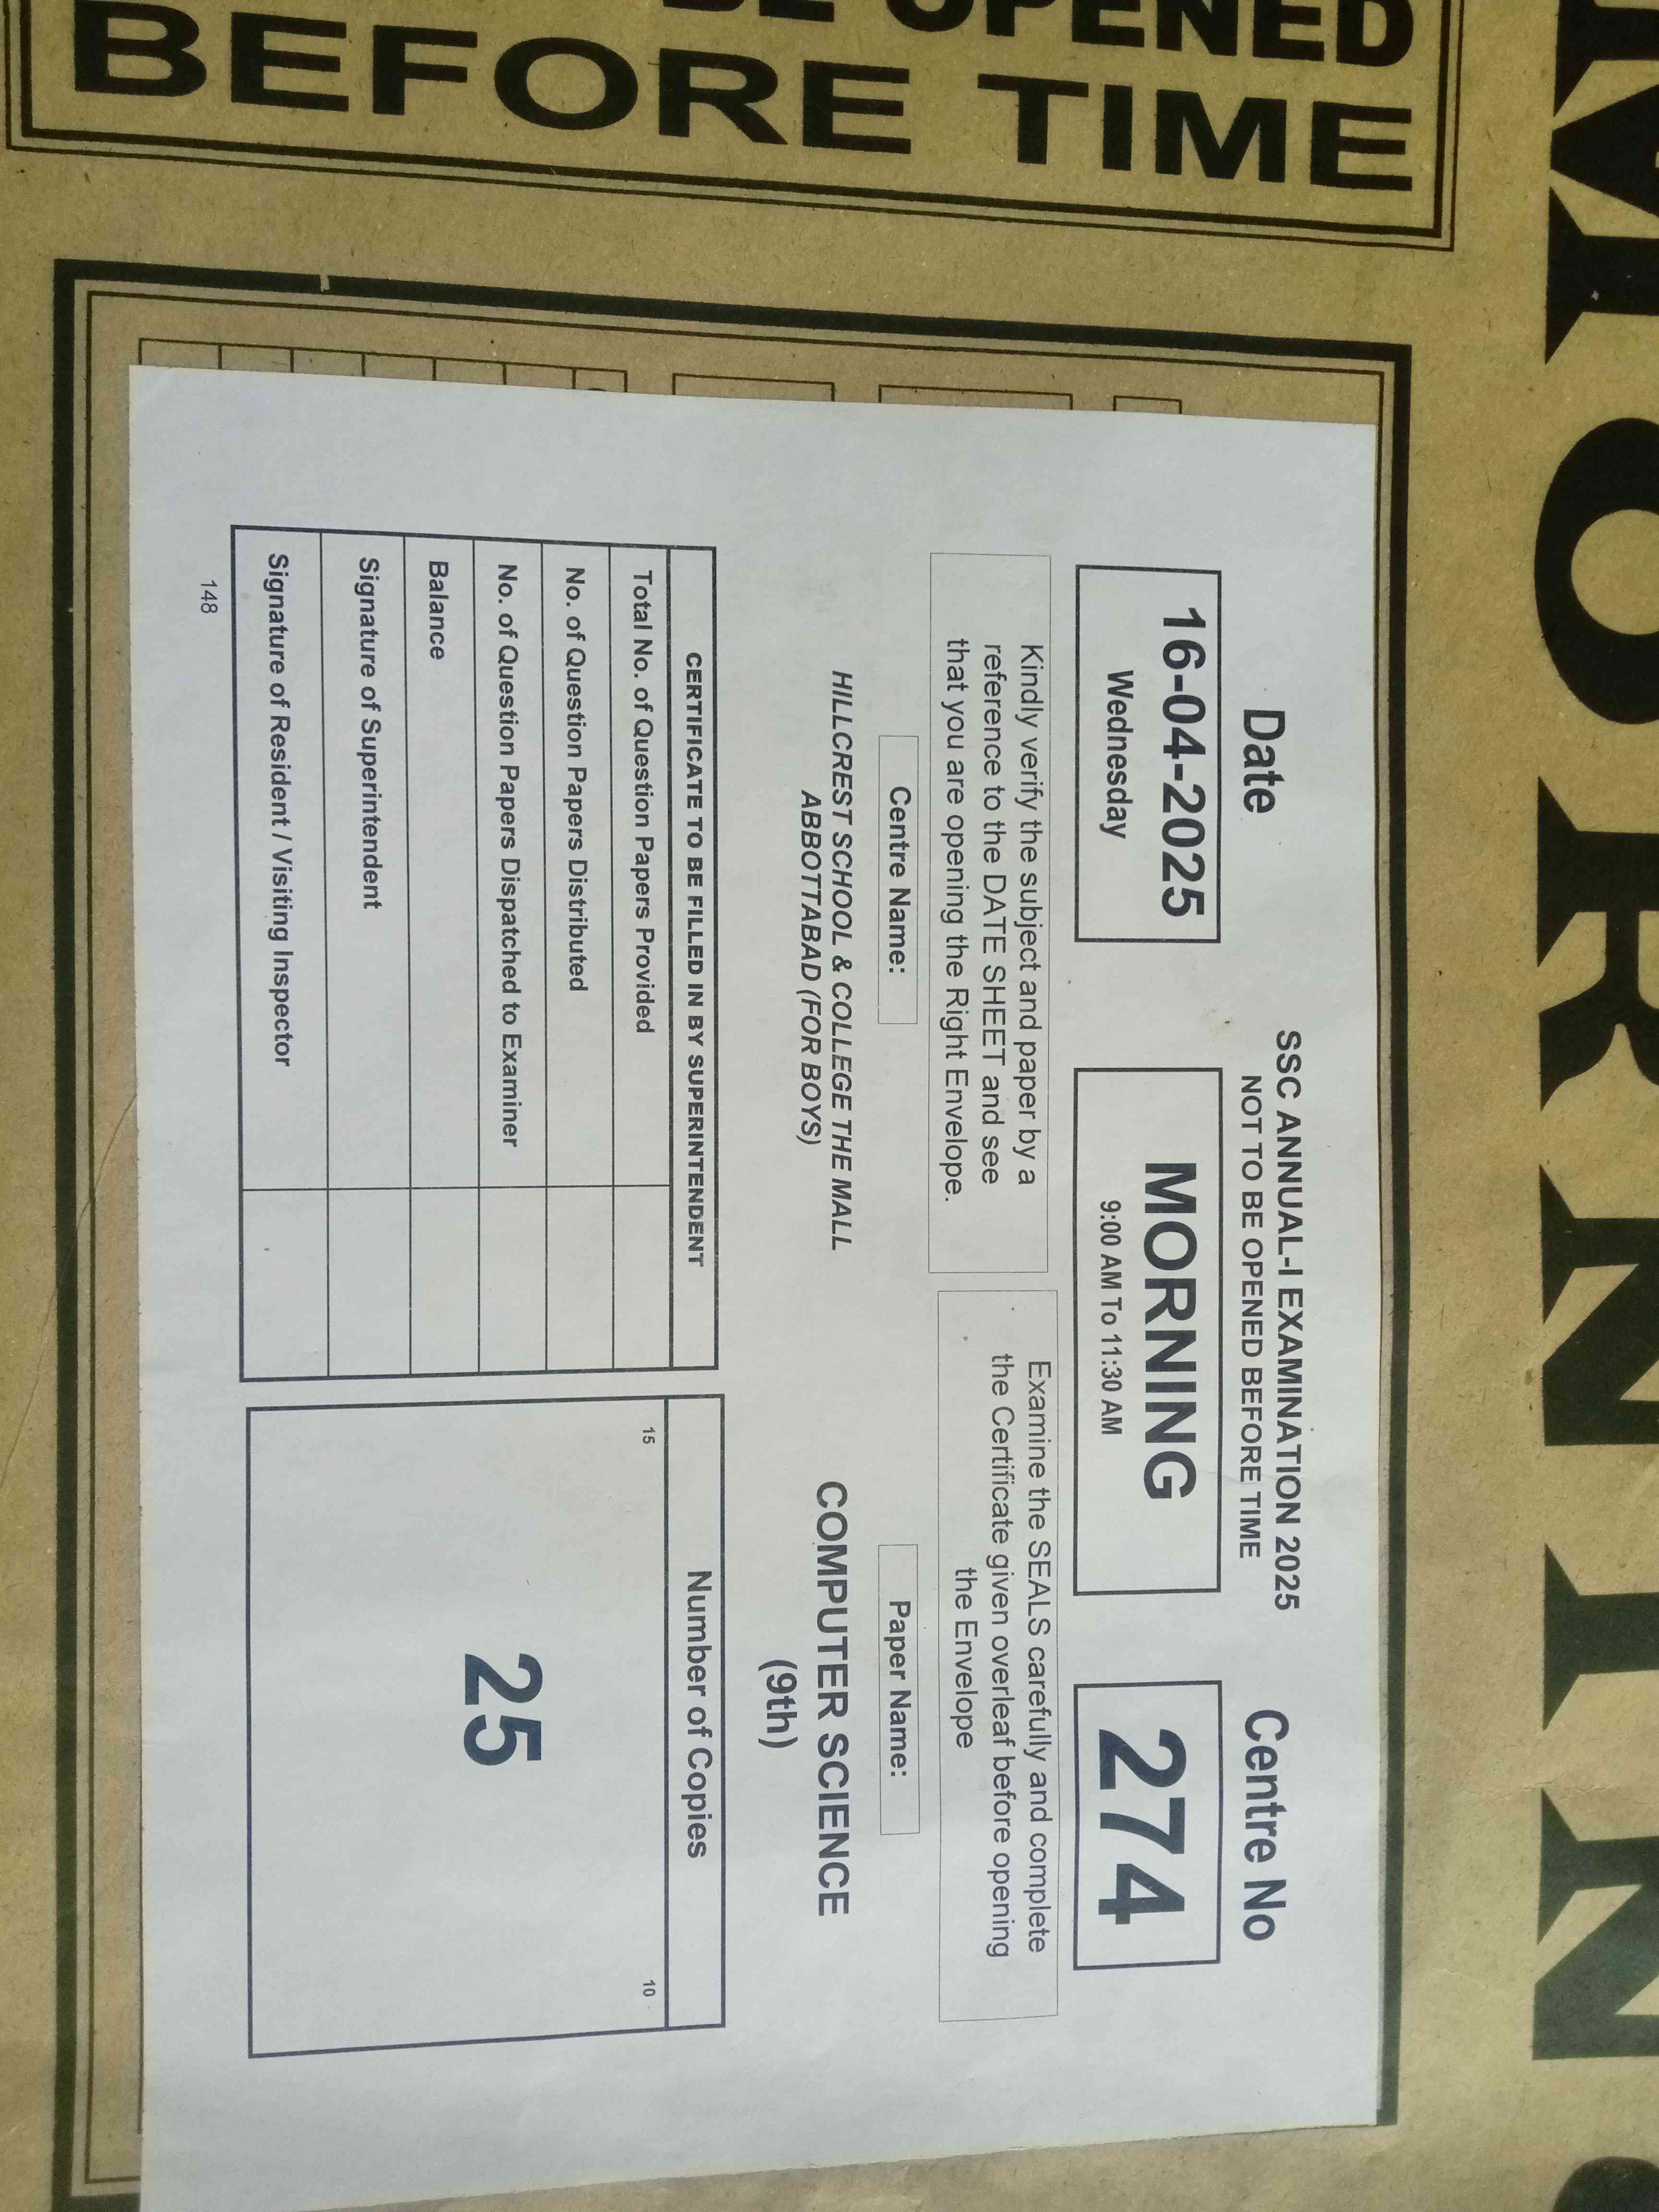 BE OPENED
BEFORE TIME
SSC ANNUAL-I EXAMINATION 2025
NOT TO BE OPENED BEFORE TIME
Date
16-04-2025
Wednesday
MORNING
9:00 AM To 11:30 AM
Centre No
274
Kindly verify the subject and paper by a
reference to the DATE SHEET and see
that you are opening the Right Envelope.
Examine the SEALS carefully and complete
the Certificate given overleaf before opening
the Envelope
Centre Name:
HILLCREST SCHOOL & COLLEGE THE MALL
ABBOTTABAD (FOR BOYS)
Paper Name:
COMPUTER SCIENCE
(9th)
CERTIFICATE TO BE FILLED IN BY SUPERINTENDENT
Total No. of Question Papers Provided
No. of Question Papers Distributed
No. of Question Papers Dispatched to Examiner
Balance
Signature of Superintendent
Signature of Resident / Visiting Inspector
Number of Copies
15
10
25
148